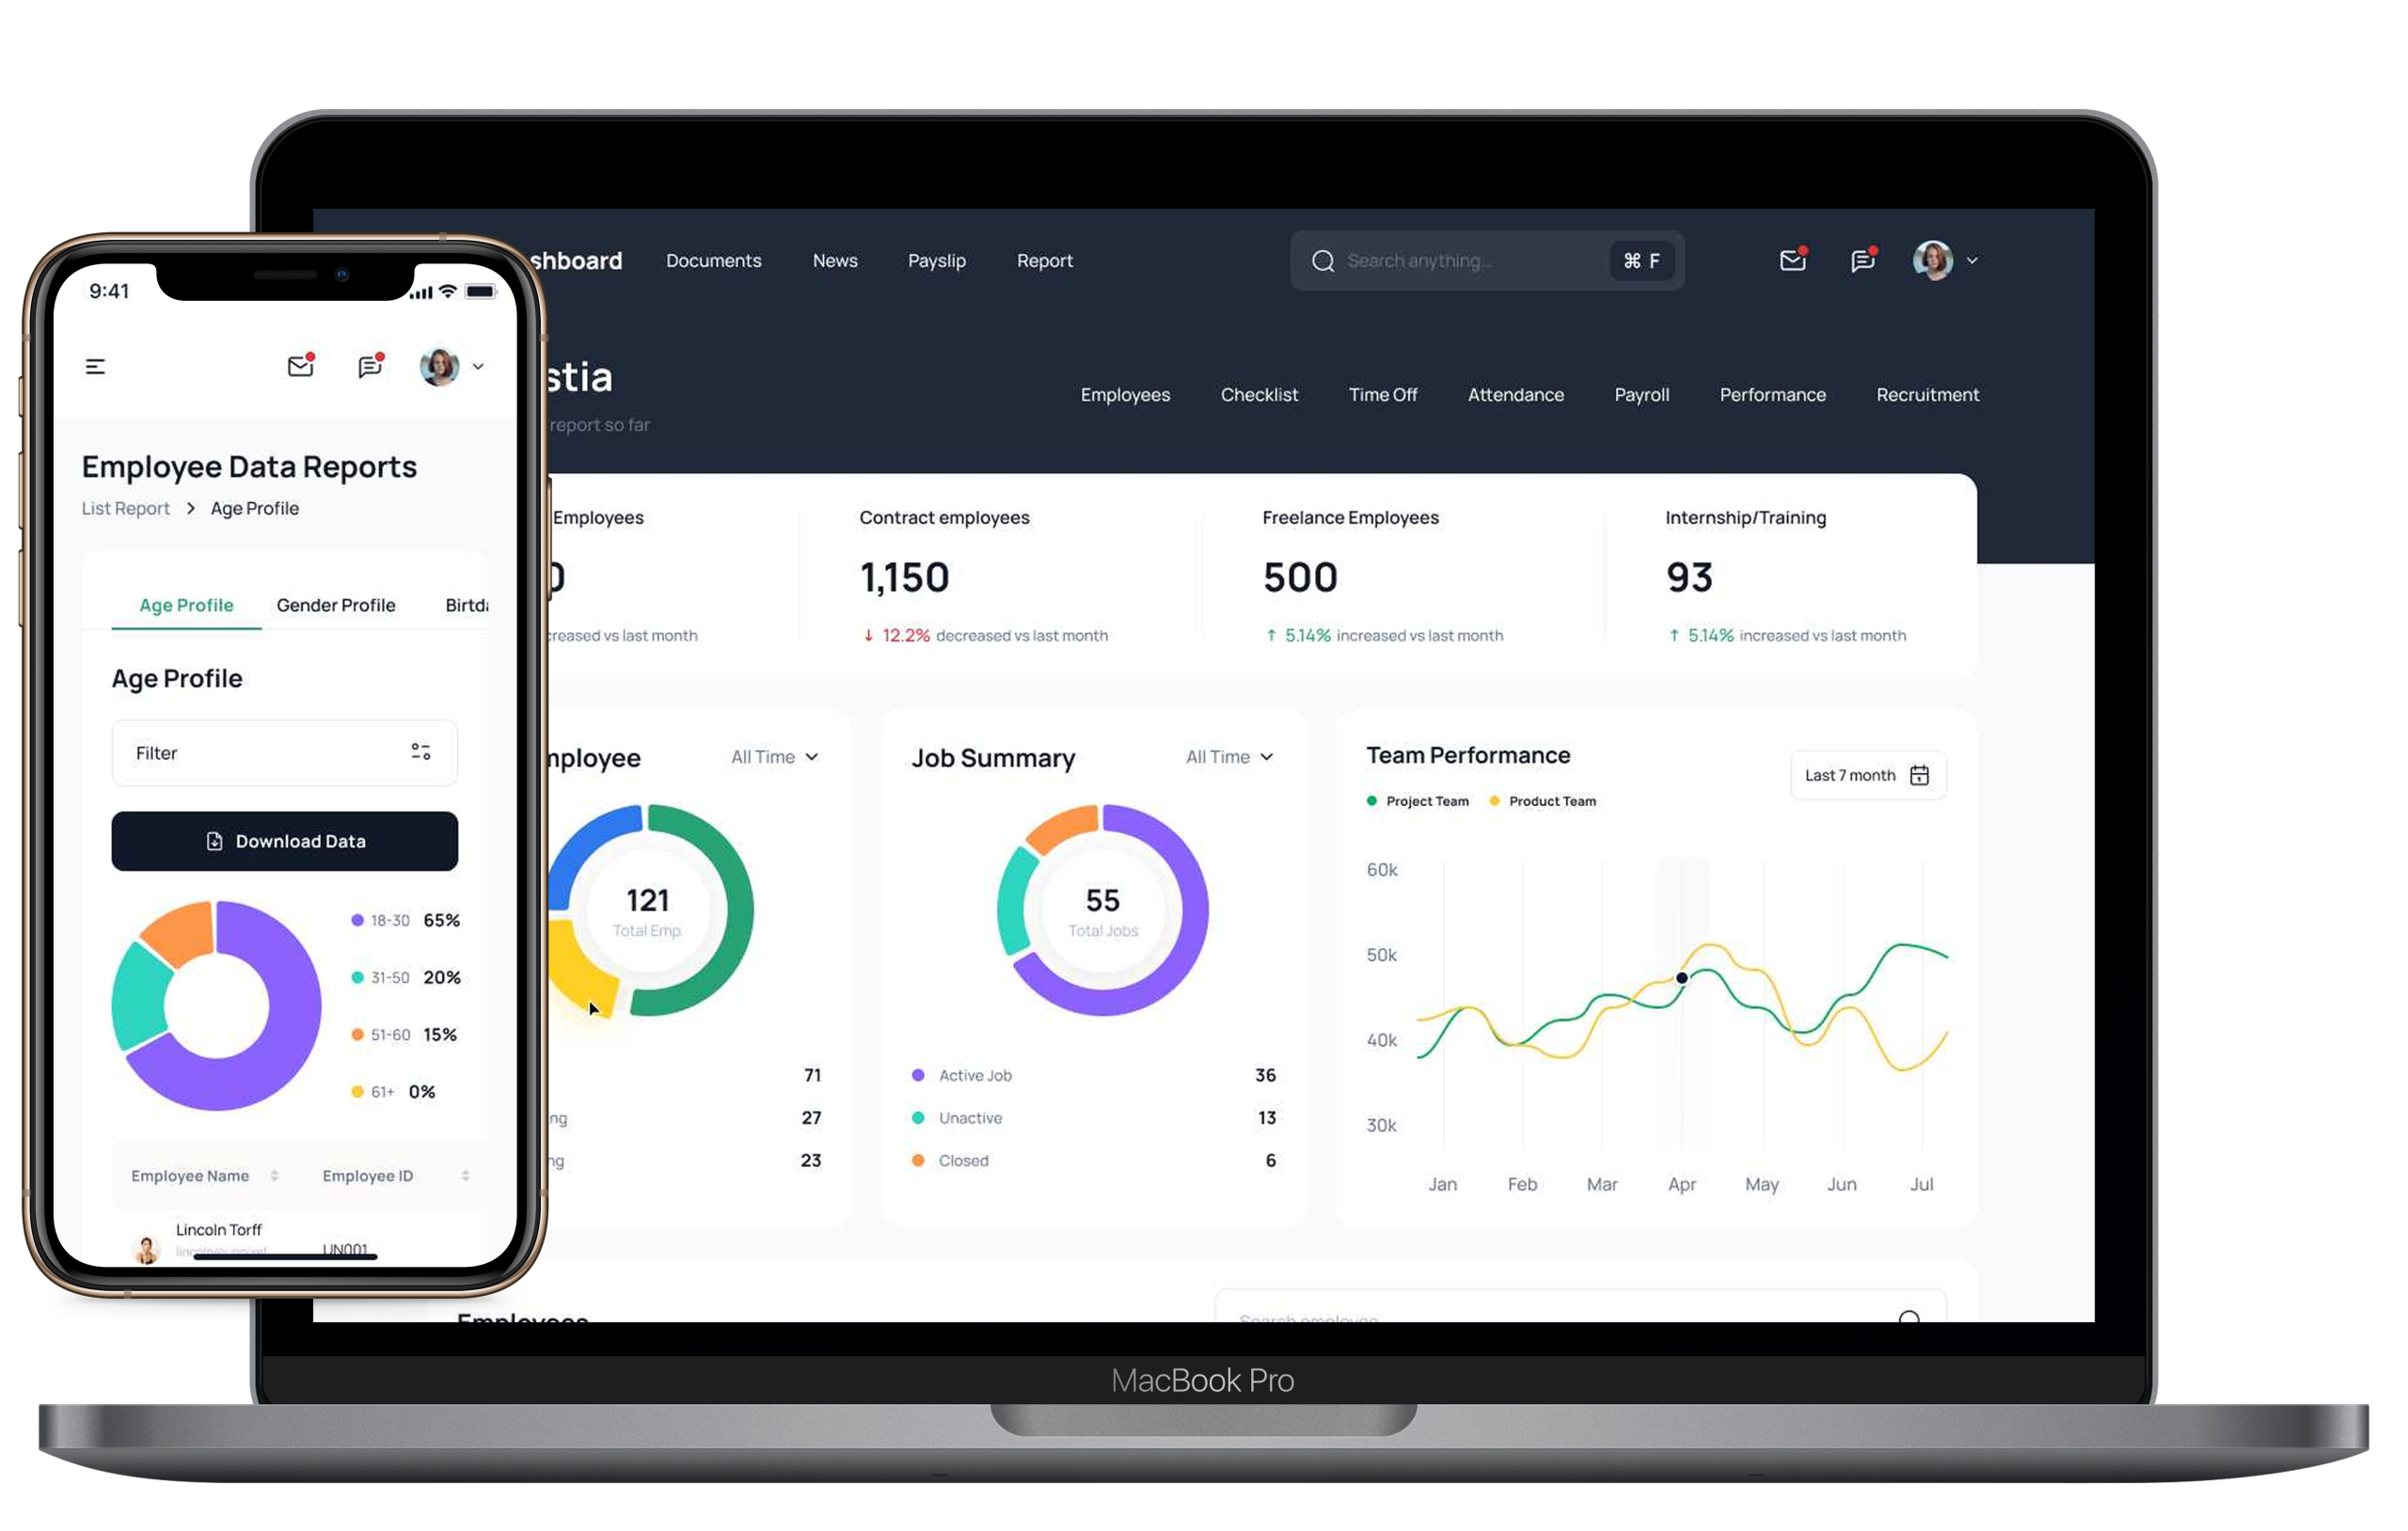 9:41
Employee Data Reports
List Report > Age Profile
Age Profile Gender Profile Birtda
Age Profile
Filter
Download Data
18-30 65%
31-50 20%
51-60 15%
61+ 0%
Employee Name Employee ID
Lincoln Torff
UN001
shboard Documents News Payslip Report
Search anything... ⌘ F
stia
report so far
Employees Checklist Time Off Attendance Payroll Performance Recruitment
Employees
0
creased vs last month
Contract employees
1,150
↓ 12.2% decreased vs last month
Freelance Employees
500
↑ 5.14% increased vs last month
Internship/Training
93
↑ 5.14% increased vs last month
mployee All Time
121
Total Emp.
71
ng 27
ng 23
Job Summary All Time
55
Total Jobs
Active Job 36
Unactive 13
Closed 6
Team Performance
Last 7 month
Project Team Product Team
60k
50k
40k
30k
Jan Feb Mar Apr May Jun Jul
Employees
Search employee
MacBook Pro